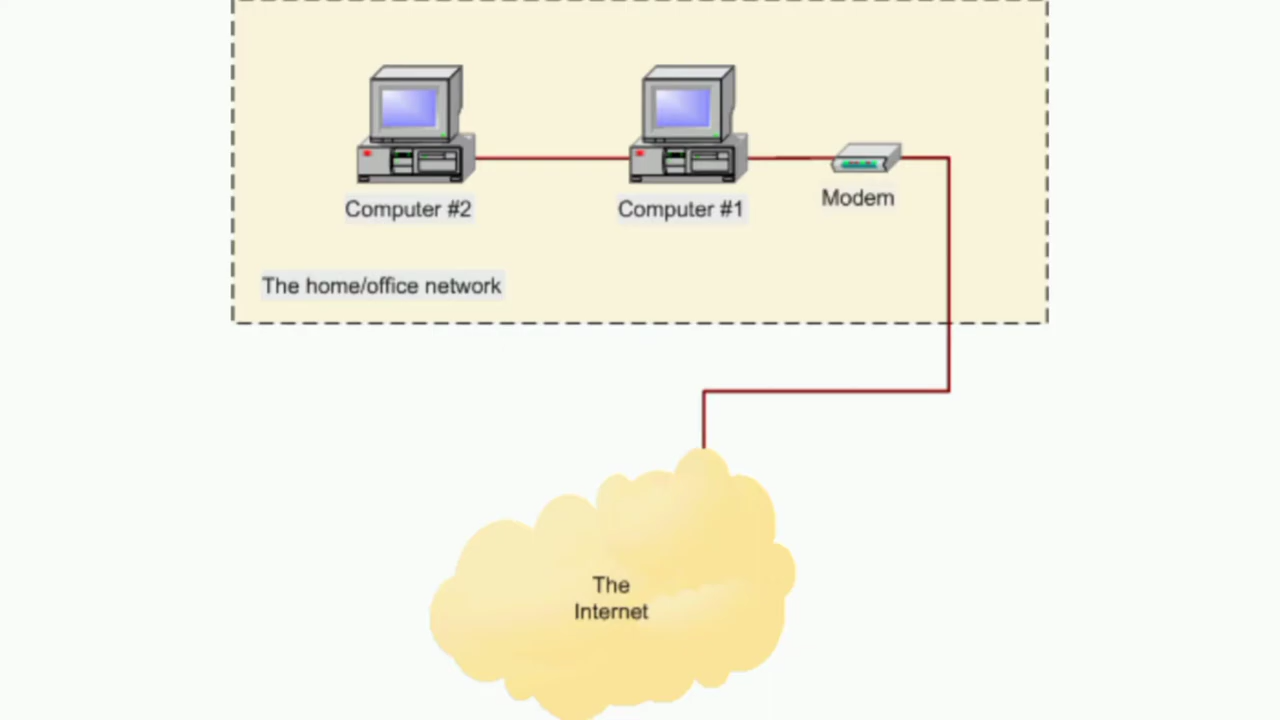 Computer #2
Computer #1
Modem
The home/office network
The
Internet